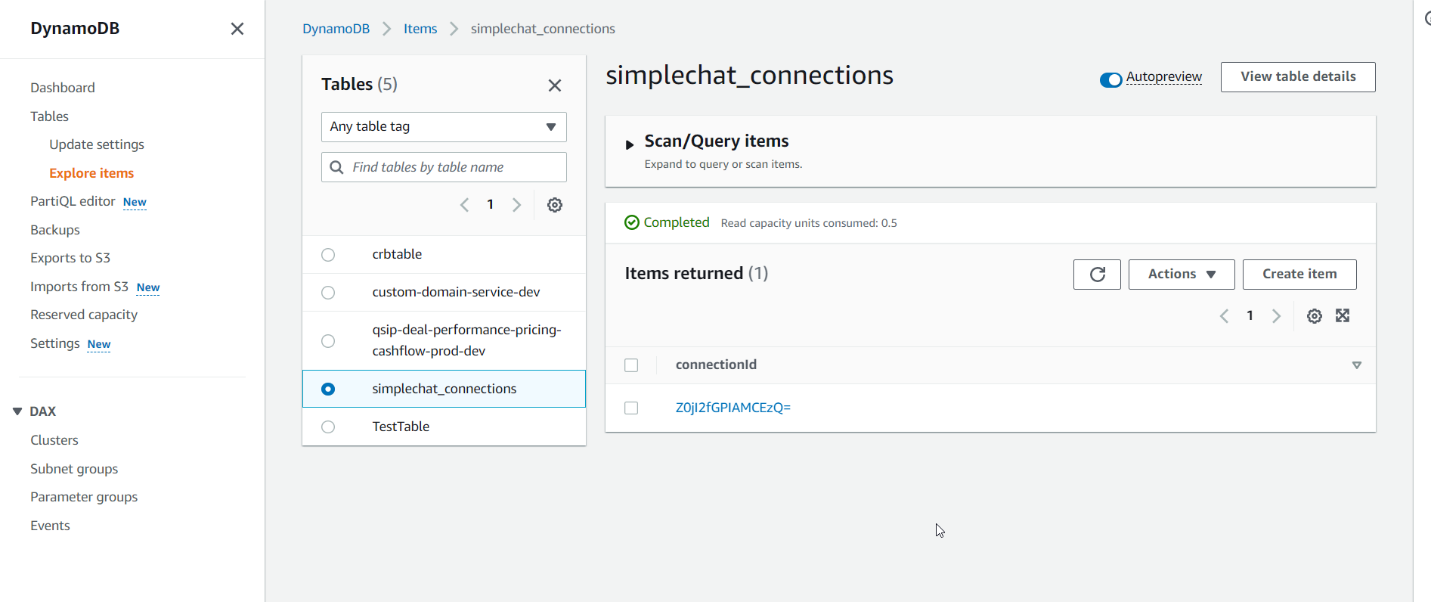 DynamoDB
Dashboard
Tables
Update settings
Explore items
PartiQL editor New
Backups
Exports to S3
Imports from S3 New
Reserved capacity
Settings New
DAX
Clusters
Subnet groups
Parameter groups
Events
DynamoDB Items simplechat_connections
Tables (5)
Any table tag
Find tables by table name
1
crbtable
custom-domain-service-dev
qsip-deal-performance-pricing-
cashflow-prod-dev
simplechat_connections
TestTable
simplechat_connections
Autopreview
View table details
Scan/Query items
Expand to query or scan items.
Completed Read capacity units consumed: 0.5
Items returned (1)
Actions
Create item
1
connectionId
Z0jI2fGPIAMCEzQ=